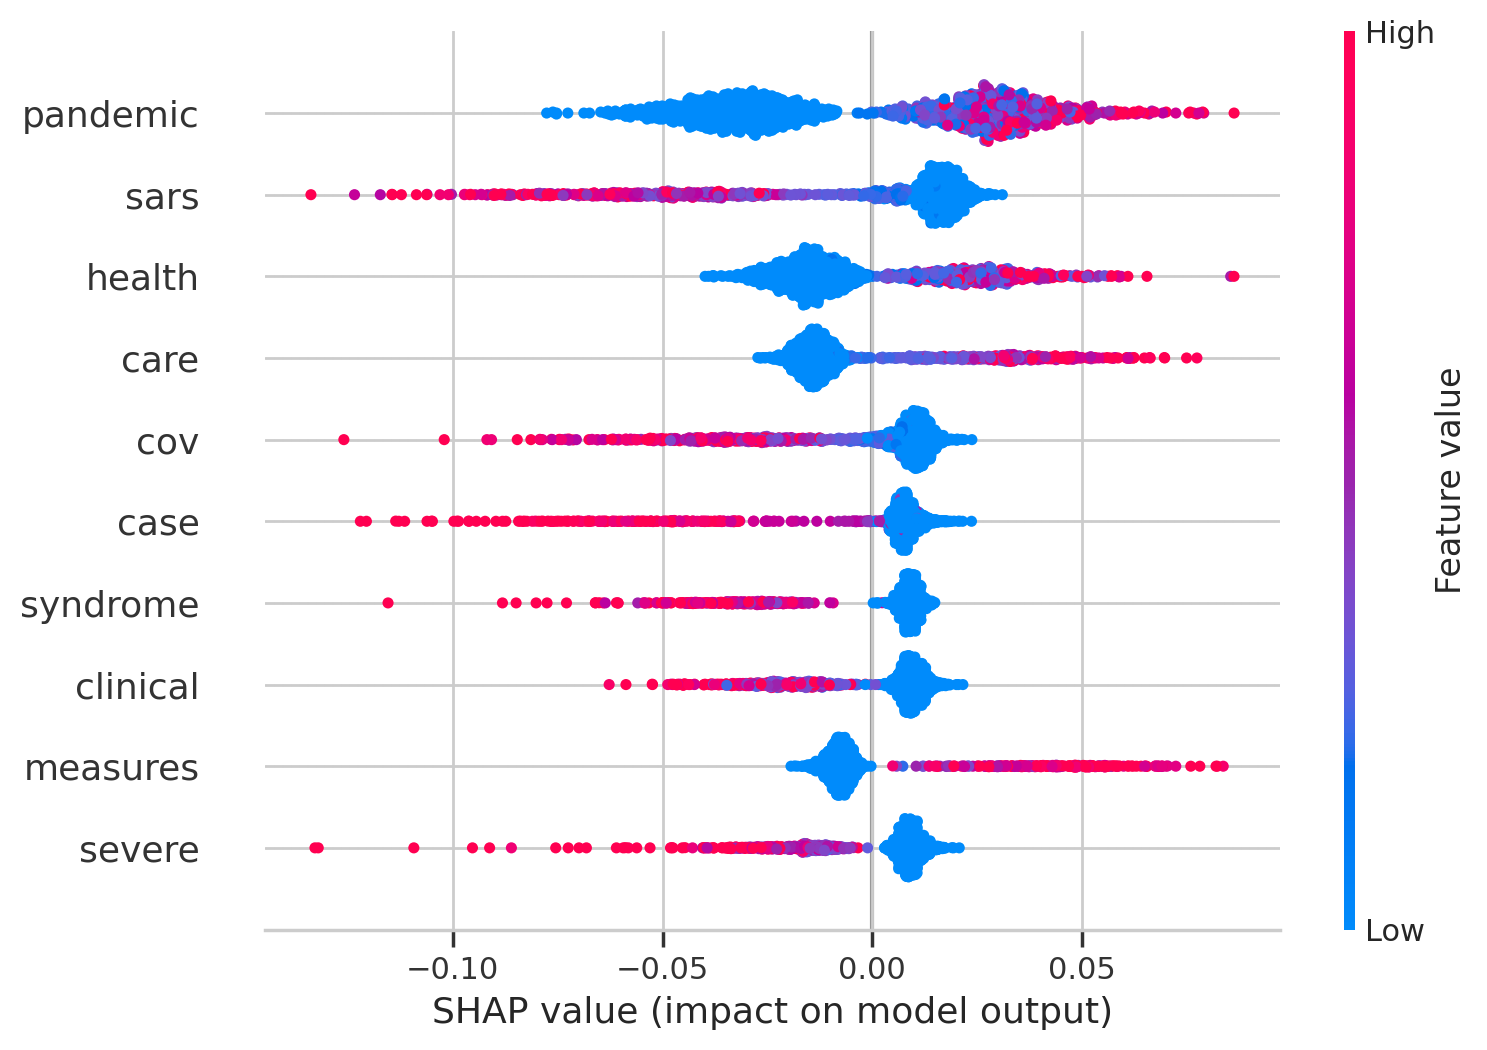 High
pandemic
sars
health
care
cov
case
syndrome
clinical
measures
severe
Feature value
Low
−0.10
−0.05
0.00
0.05
SHAP value (impact on model output)